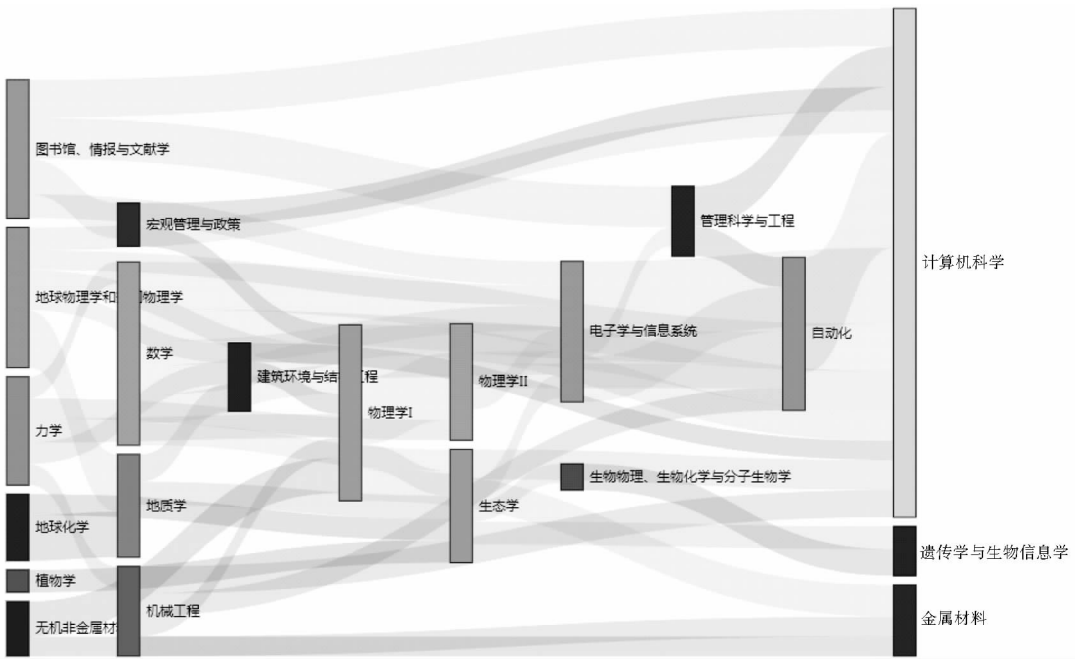 图书馆、情报与文献学
宏观管理与政策
管理科学与工程
计算机科学
地球物理学和 物理学
电子学与信息系统
自动化
数学
建筑环境与结 工程
物理学II
物理学I
力学
生物物理、生物化学与分子生物学
地质学
生态学
地球化学
遗传学与生物信息学
植物学
机械工程
金属材料
无机非金属材